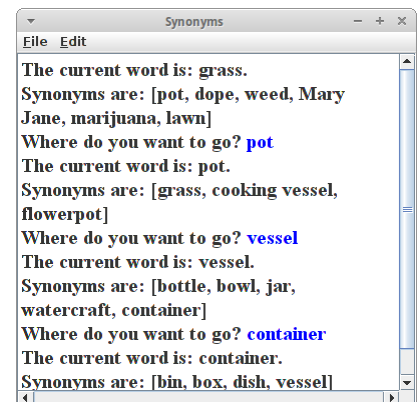 Synonyms
File Edit
The current word is: grass.
Synonyms are: [pot, dope, weed, Mary
Jane, marijuana, lawn]
Where do you want to go? pot
The current word is: pot.
Synonyms are: [grass, cooking vessel,
flowerpot]
Where do you want to go? vessel
The current word is: vessel.
Synonyms are: [bottle, bowl, jar,
watercraft, container]
Where do you want to go? container
The current word is: container.
Synonyms are: [bin, box, dish, vessel]